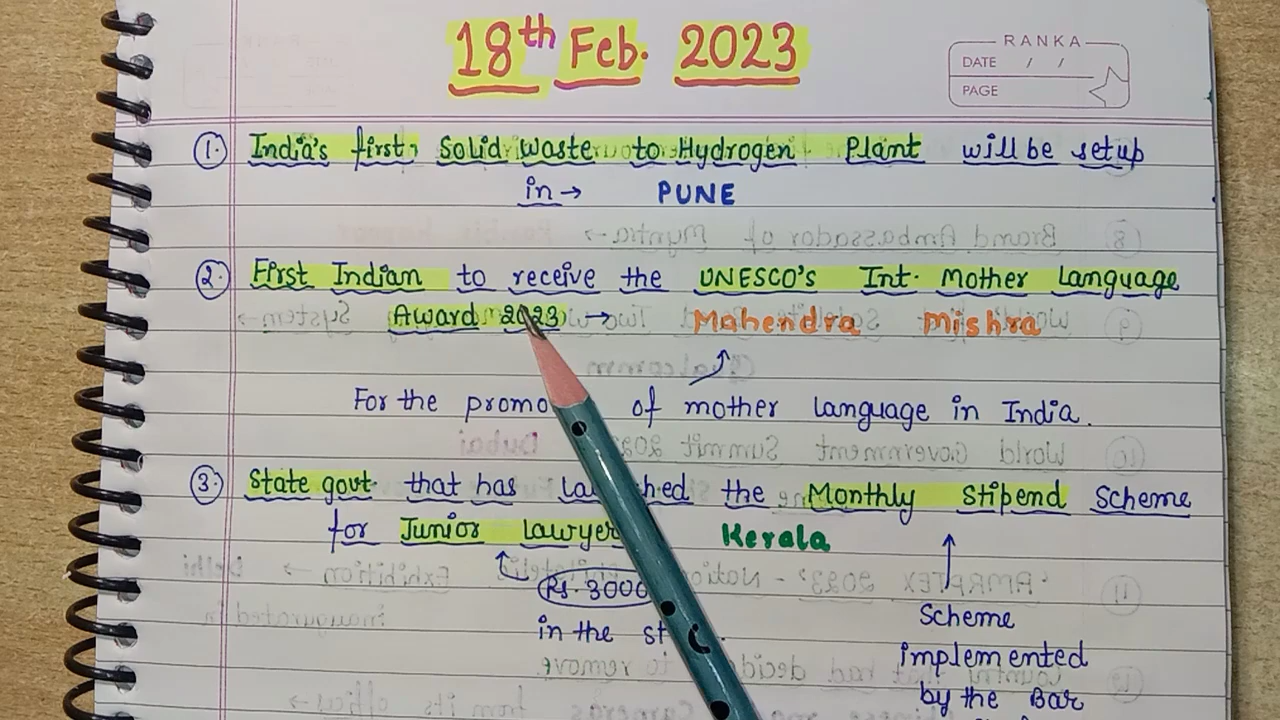 18th Feb. 2023
RANKA
DATE / /
PAGE
1. India's first, Solid waste to Hydrogen Plant will be setup
in → PUNE
2. First Indian to receive the UNESCO'S Int. Mother Language
Award 2023 → Mahendra Mishra
For the promo of mother language in India.
3. State govt. that has the Monthly Stipend Scheme
for Junior Lawyer Kerala
Rs. 3000
in the st
Scheme
implemented
by the Bar